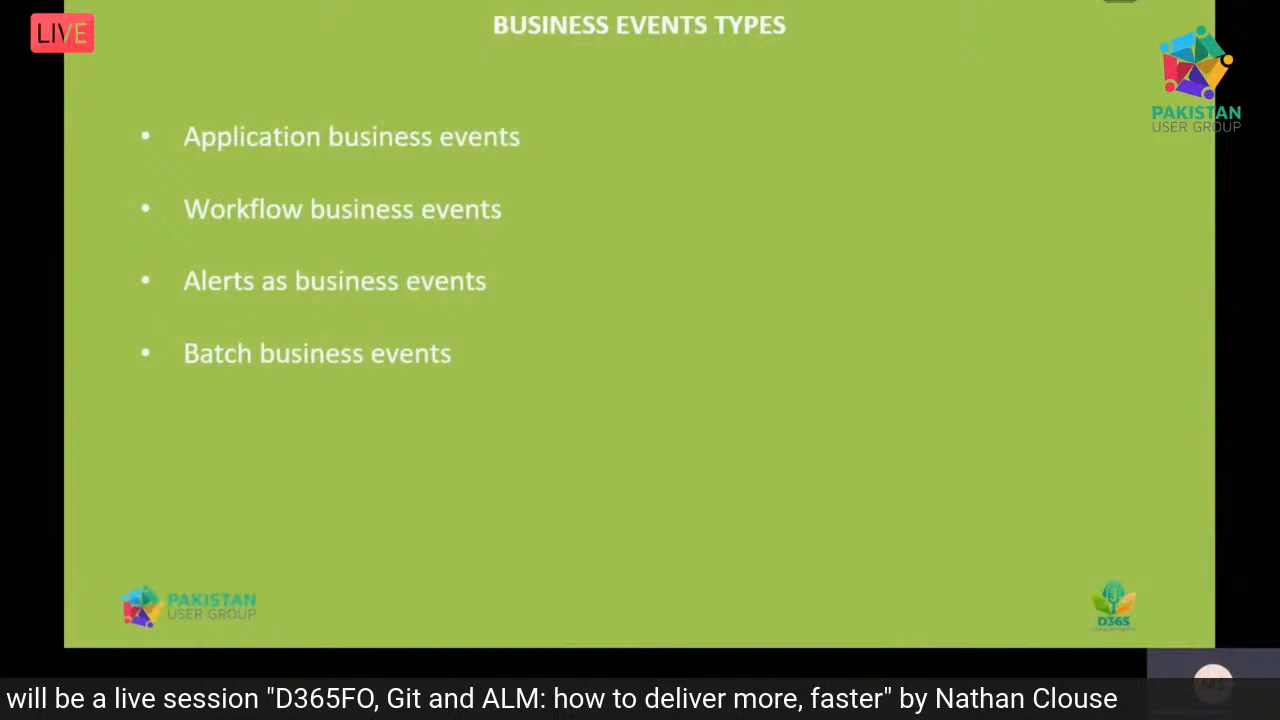 LIVE
BUSINESS EVENTS TYPES
PAKISTAN
USER GROUP
• Application business events
• Workflow business events
• Alerts as business events
• Batch business events
PAKISTAN
USER GROUP
D365
will be a live session "D365FO, Git and ALM: how to deliver more, faster" by Nathan Clouse